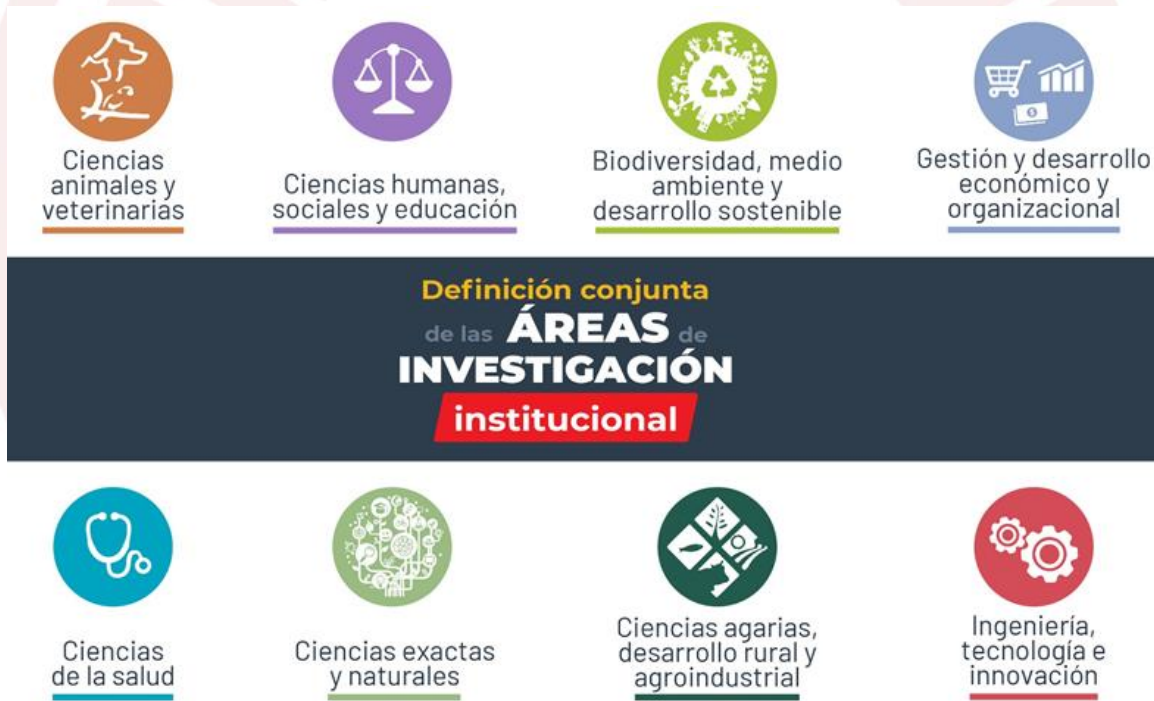 Ciencias
animales y
veterinarias
Ciencias humanas,
sociales y educación
Biodiversidad, medio
ambiente y
desarrollo sostenible
Gestión y desarrollo
económico y
organizacional
Definición conjunta
de las ÁREAS de
INVESTIGACIÓN
institucional
Ciencias
de la salud
Ciencias exactas
y naturales
Ciencias agarias,
desarrollo rural y
agroindustrial
Ingeniería,
tecnología e
innovación